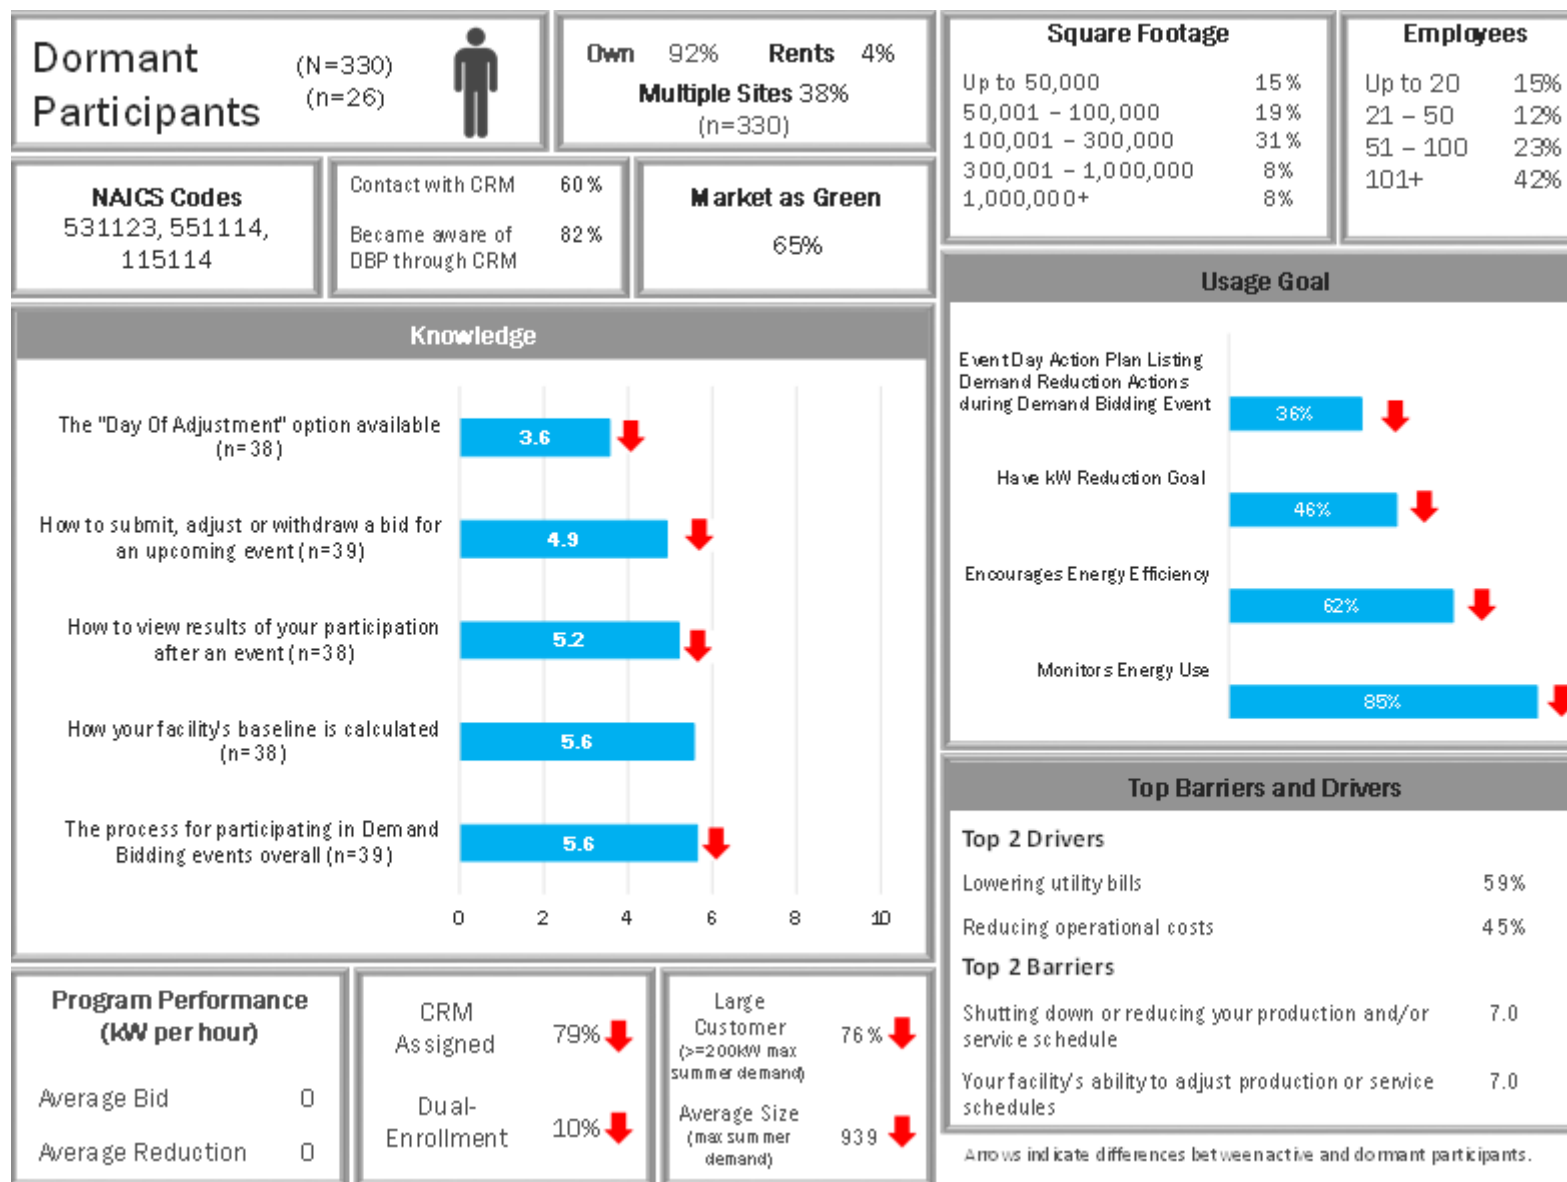 Dormant
Participants
(N=330)
(n=26)
Own 92% Rents 4%
Multiple Sites 38%
(n=330)
Square Footage
Up to 50,000 15%
50,001 – 100,000 19%
100,001 – 300,000 31%
300,001 – 1,000,000 8%
1,000,000+ 8%
Employees
Up to 20 15%
21 – 50 12%
51 – 100 23%
101+ 42%
NAICS Codes
531123, 551114,
115114
Contact with CRM 60%
Became aware of 82%
DBP through CRM
Market as Green
65%
Knowledge
The "Day Of Adjustment" option available
(n=38)
3.6
How to submit, adjust or withdraw a bid for
an upcoming event (n=39)
4.9
How to view results of your participation
after an event (n=38)
5.2
How your facility's baseline is calculated
(n=38)
5.6
The process for participating in Demand
Bidding events overall (n=39)
5.6
0 2 4 6 8 10
Usage Goal
Event Day Action Plan Listing
Demand Reduction Actions
during Demand Bidding Event
36%
Have kW Reduction Goal
46%
Encourages Energy Efficiency
62%
Monitors Energy Use
85%
Top Barriers and Drivers
Top 2 Drivers
Lowering utility bills 59%
Reducing operational costs 45%
Top 2 Barriers
Shutting down or reducing your production and/or 7.0
service schedule
Your facility's ability to adjust production or service 7.0
schedules
Program Performance
(kW per hour)
Average Bid 0
Average Reduction 0
CRM
Assigned
79%
Dual-
Enrollment
10%
Large
Customer
(>=200kW max
summer demand)
76%
Average Size
(max summer
demand)
939
Arrows indicate differences between active and dormant participants.